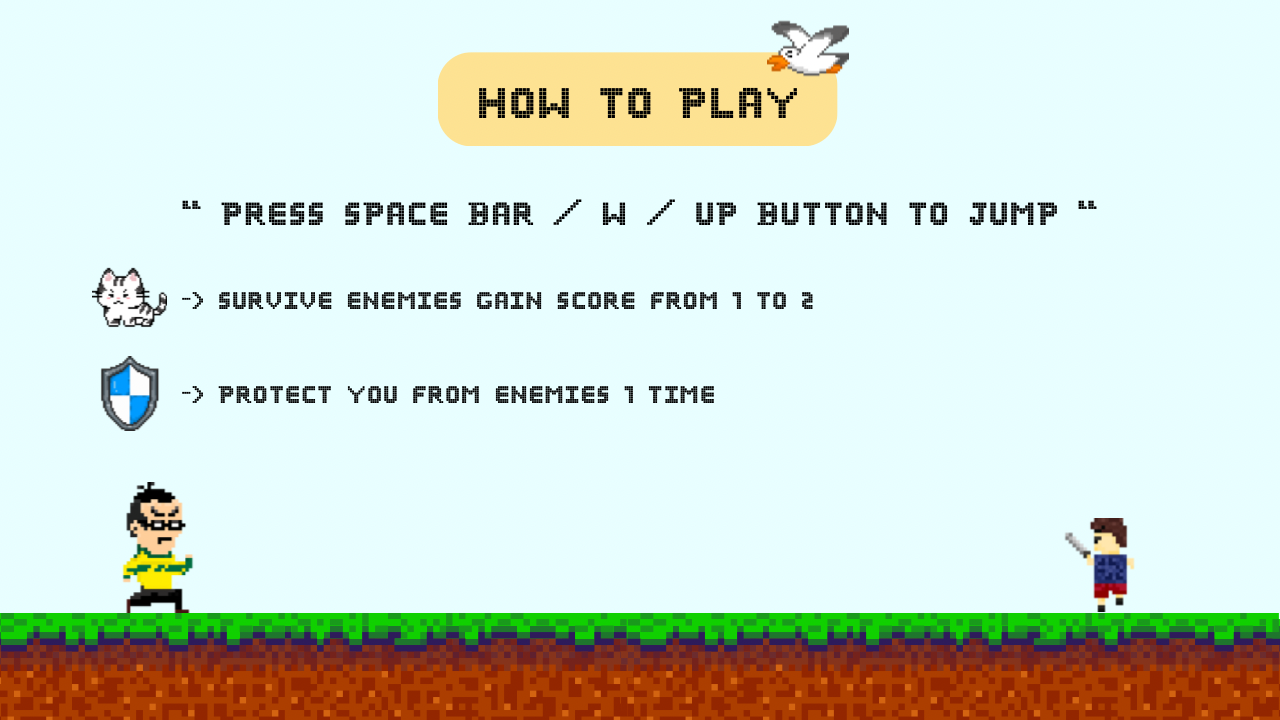 HOW TO PLAY
" PRESS SPACE BAR / W / UP BUTTON TO JUMP "
-> SURVIVE ENEMIES GAIN SCORE FROM 1 TO 2
-> PROTECT YOU FROM ENEMIES 1 TIME